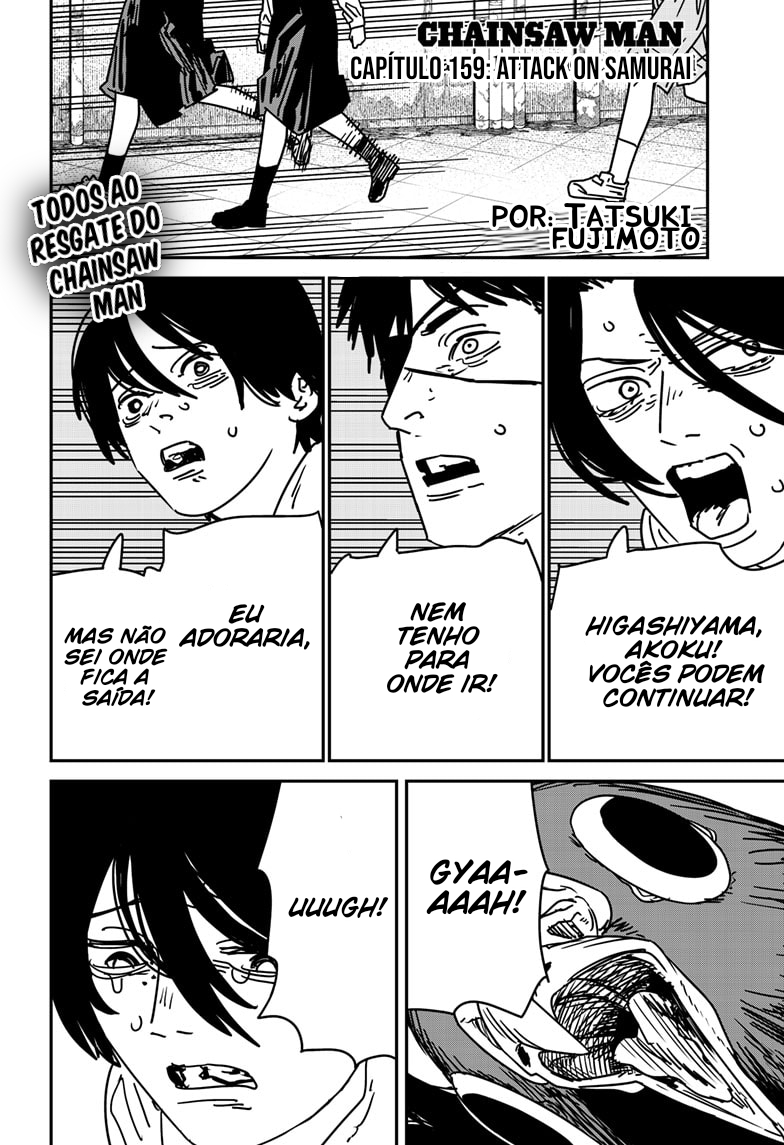 CHAINSAW MAN
CAPÍTULO 159: ATTACK ON SAMURAI
TODOS AO
RESGATE DO
CHAINSAW
MAN
POR: TATSUKI
FUJIMOTO
HIGASHIYAMA,
AKOKU!
VOCÊS PODEM
CONTINUAR!
NEM
TENHO
PARA
ONDE IR!
EU
ADORARIA,
MAS NÃO
SEI ONDE
FICA A
SAÍDA!
GYAA-
AAAH!
UUUGH!